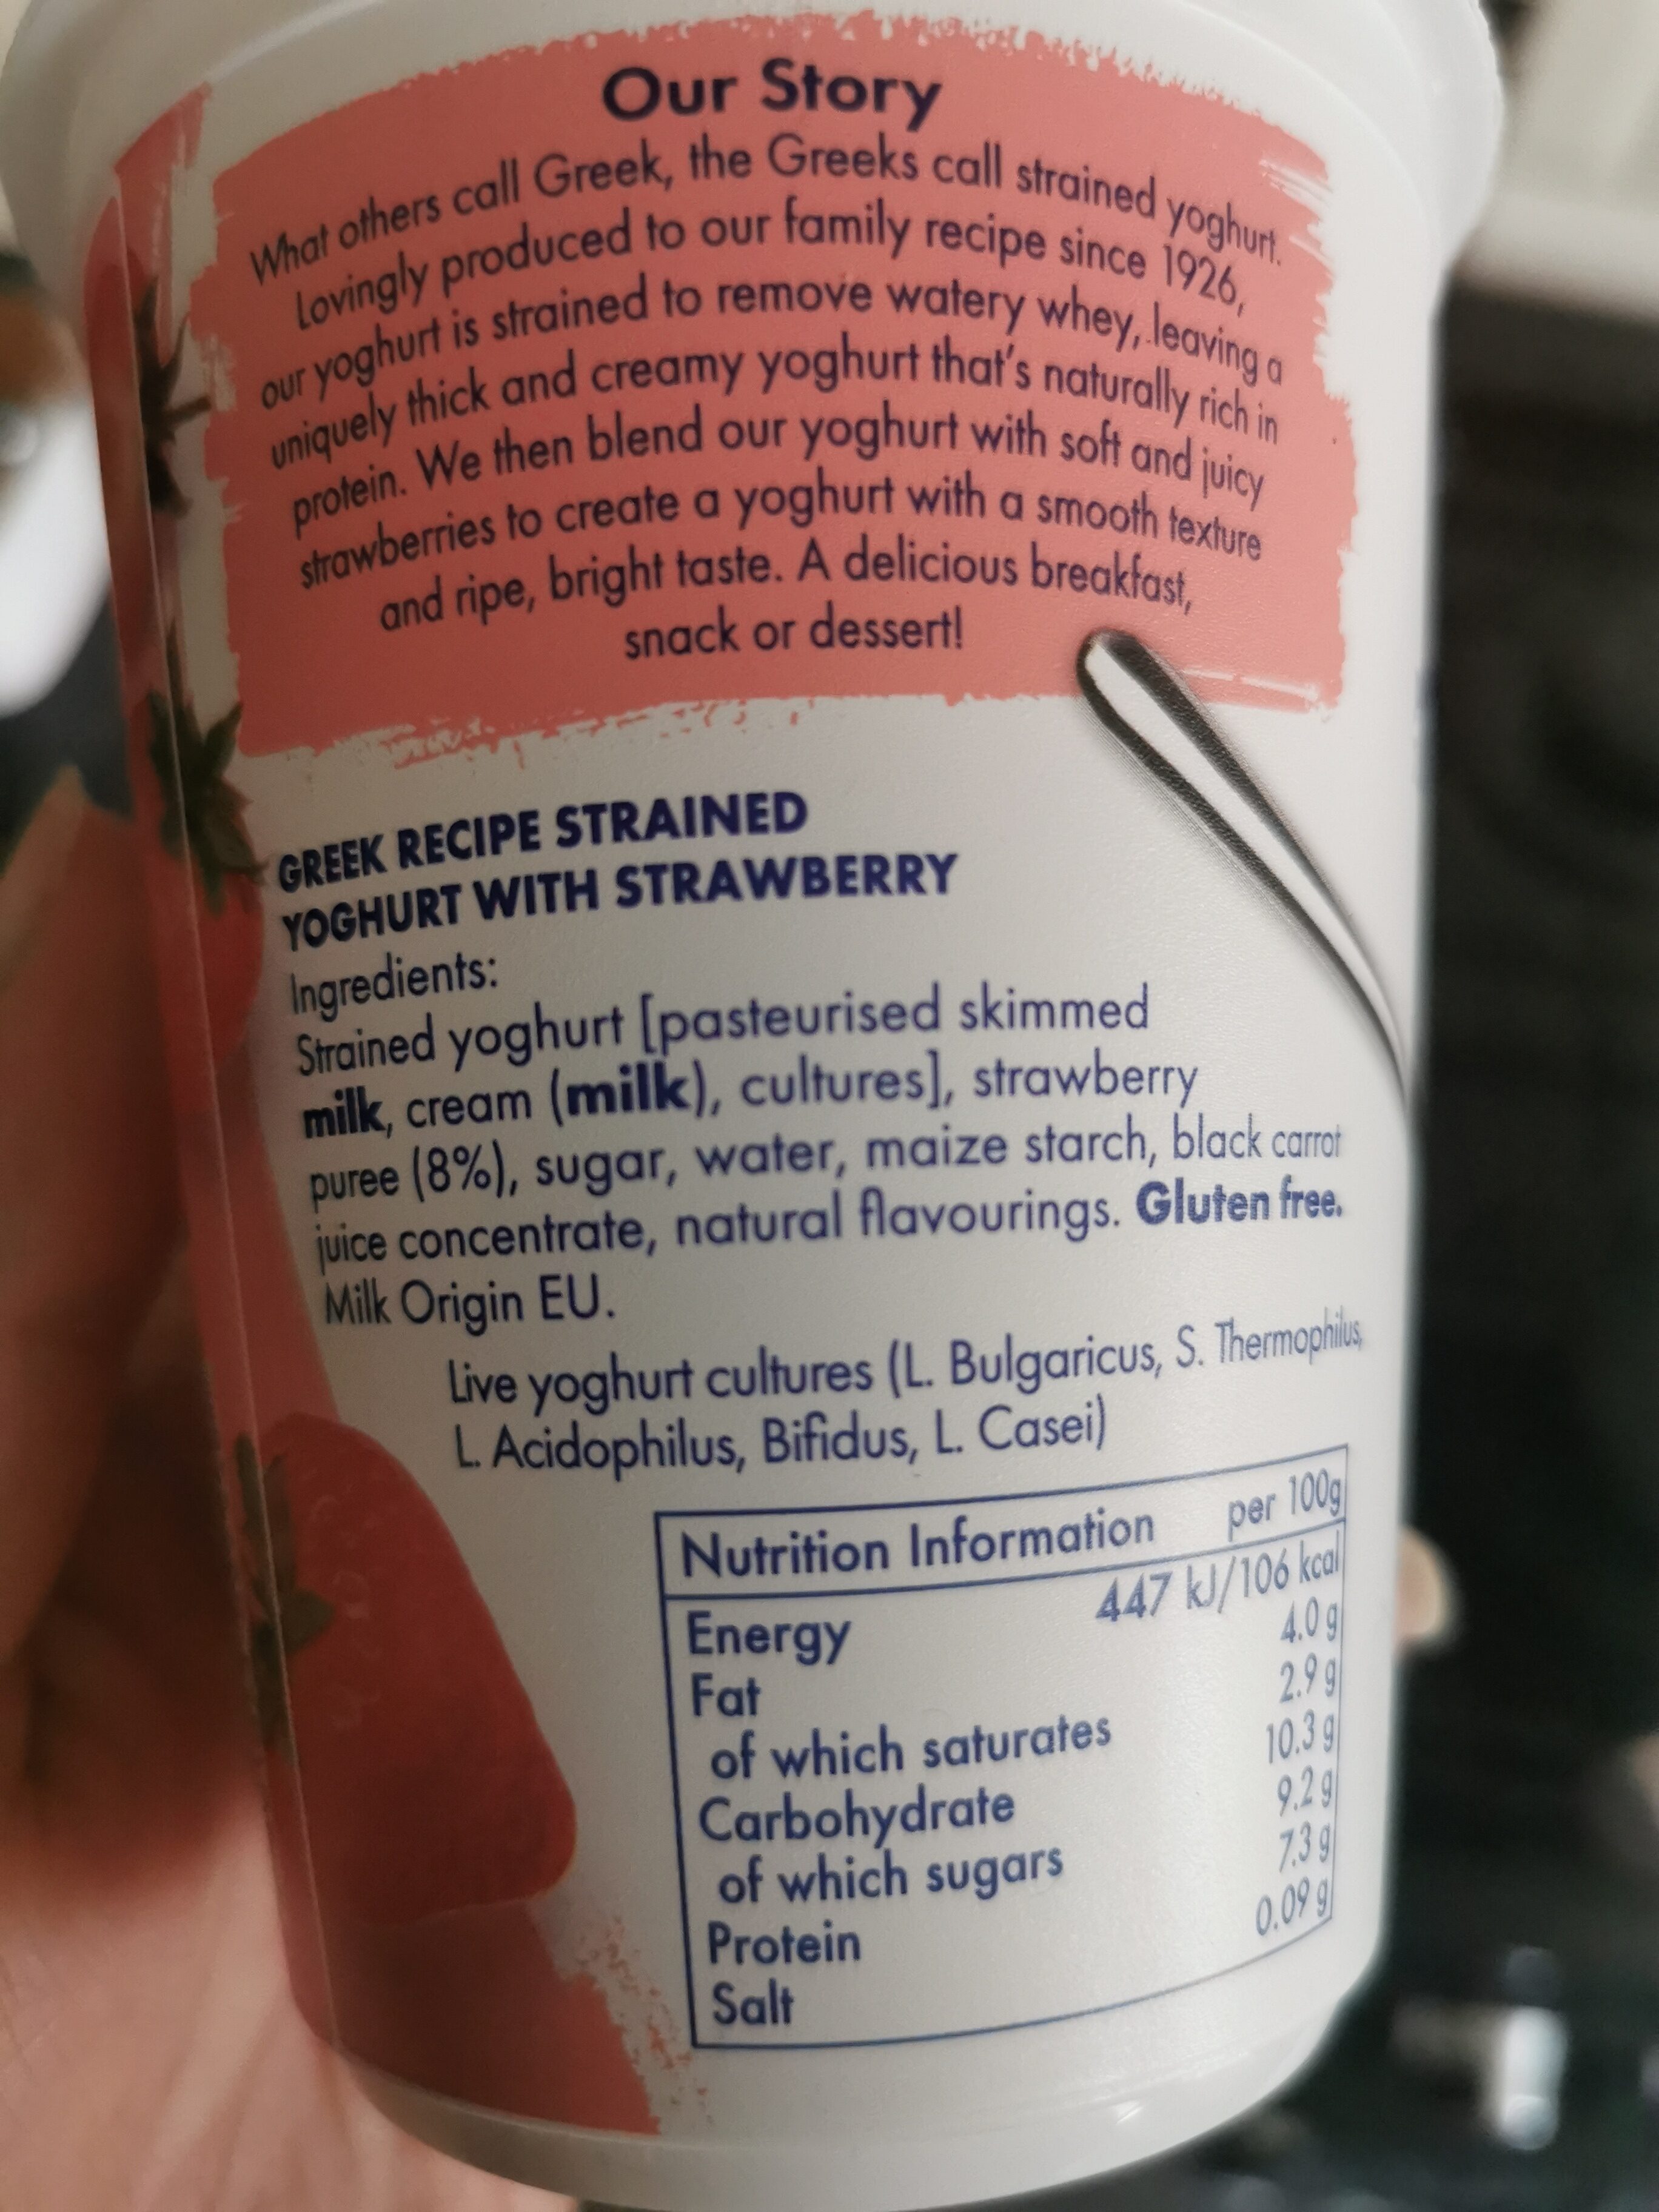 Our Story
What others call Greek, the Greeks call strained yoghurt.
Lovingly produced to our family recipe since 1926,
our yoghurt is strained to remove watery whey, leaving a
uniquely thick and creamy yoghurt that's naturally rich in
protein. We then blend our yoghurt with soft and juicy
strawberries to create a yoghurt with a smooth texture
and ripe, bright taste. A delicious breakfast,
snack or dessert!
GREEK RECIPE STRAINED
YOGHURT WITH STRAWBERRY
Ingredients:
Strained yoghurt [pasteurised skimmed
milk, cream (milk), cultures], strawberry
puree (8%), sugar, water, maize starch, black carrot
juice concentrate, natural flavourings. Gluten free.
Milk Origin EU.
Live yoghurt cultures (L. Bulgaricus, S. Thermophilus,
L. Acidophilus, Bifidus, L. Casei)
Nutrition Information per 100g
Energy 447 kJ/106 kcal
Fat 4.0 g
of which saturates 2.9 g
Carbohydrate 10.3 g
of which sugars 9.2 g
Protein 7.3 g
Salt 0.09 g